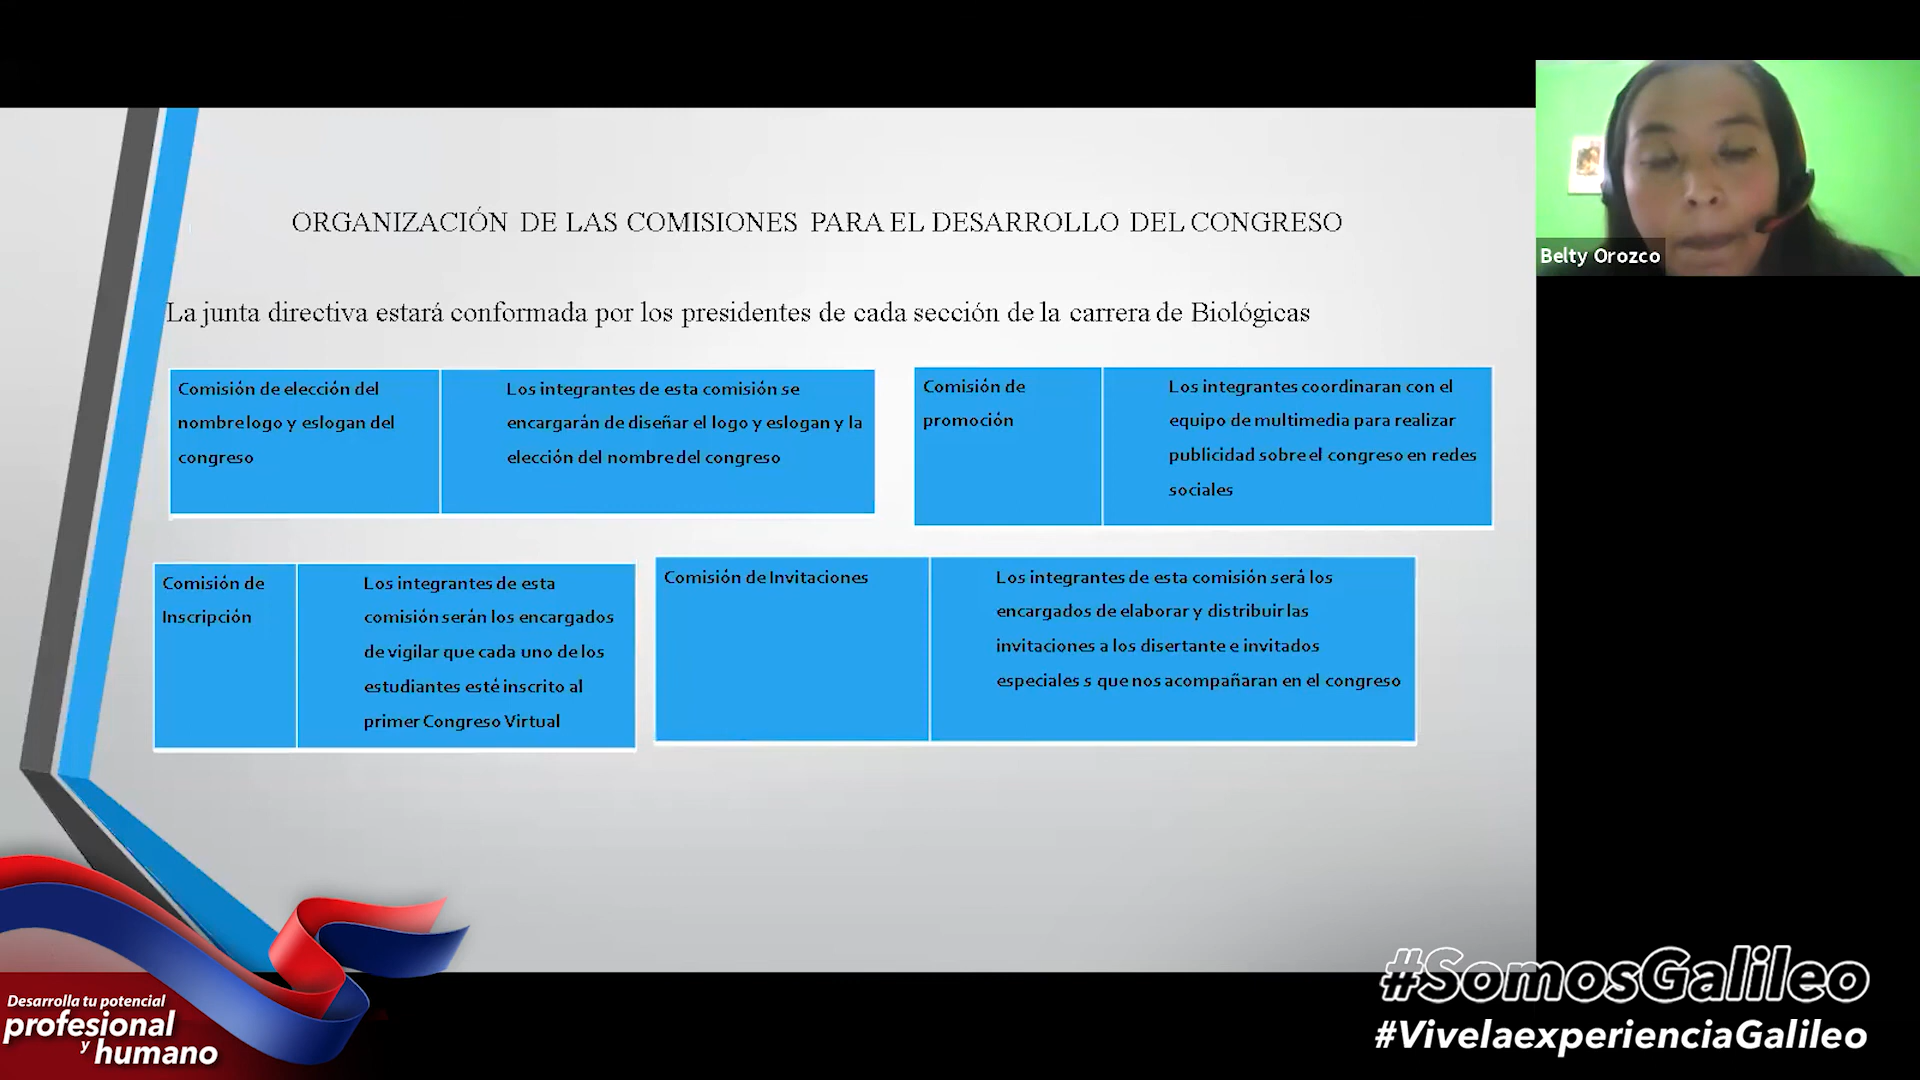 ORGANIZACIÓN DE LAS COMISIONES PARA EL DESARROLLO DEL CONGRESO
La junta directiva estará conformada por los presidentes de cada sección de la carrera de Biológicas
Comisión de elección del
nombre logo y eslogan del
congreso
Los integrantes de esta comisión se
encargarán de diseñar el logo y eslogan y la
elección del nombre del congreso
Comisión de
promoción
Los integrantes coordinaran con el
equipo de multimedia para realizar
publicidad sobre el congreso en redes
sociales
Comisión de
Inscripción
Los integrantes de esta
comisión serán los encargados
de vigilar que cada uno de los
estudiantes esté inscrito al
primer Congreso Virtual
Comisión de Invitaciones
Los integrantes de esta comisión será los
encargados de elaborar y distribuir las
invitaciones a los disertante e invitados
especiales s que nos acompañaran en el congreso
Belty Orozco
Desarrolla tu potencial
profesional
y
humano
#SomosGalileo
#VivelaexperienciaGalileo